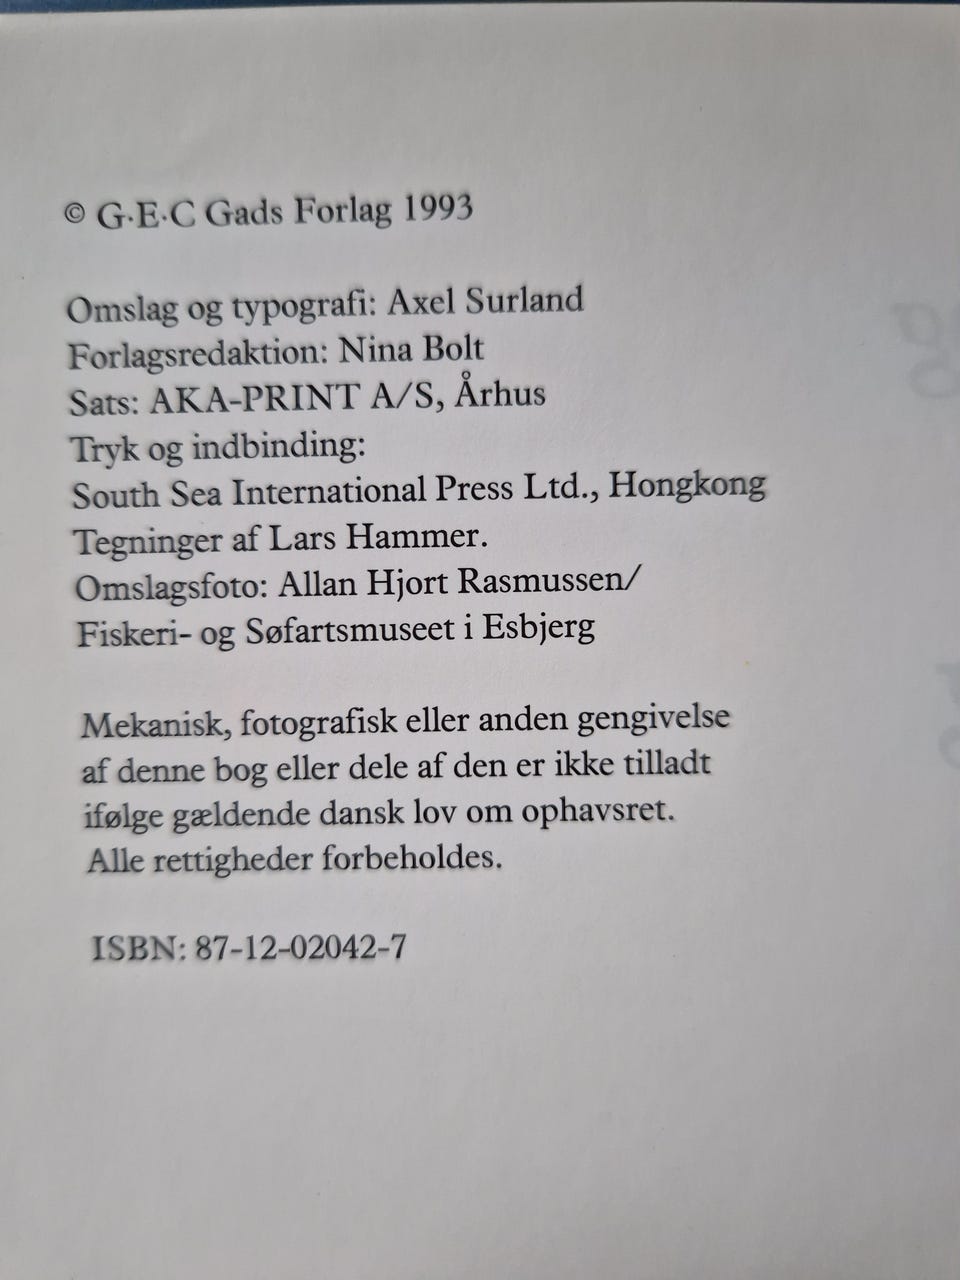 © G·E·C Gads Forlag 1993
Omslag og typografi: Axel Surland
Forlagsredaktion: Nina Bolt
Sats: AKA-PRINT A/S, Århus
Tryk og indbinding:
South Sea International Press Ltd., Hongkong
Tegninger af Lars Hammer.
Omslagsfoto: Allan Hjort Rasmussen/
Fiskeri- og Søfartsmuseet i Esbjerg
Mekanisk, fotografisk eller anden gengivelse
af denne bog eller dele af den er ikke tilladt
ifølge gældende dansk lov om ophavsret.
Alle rettigheder forbeholdes.
ISBN: 87-12-02042-7